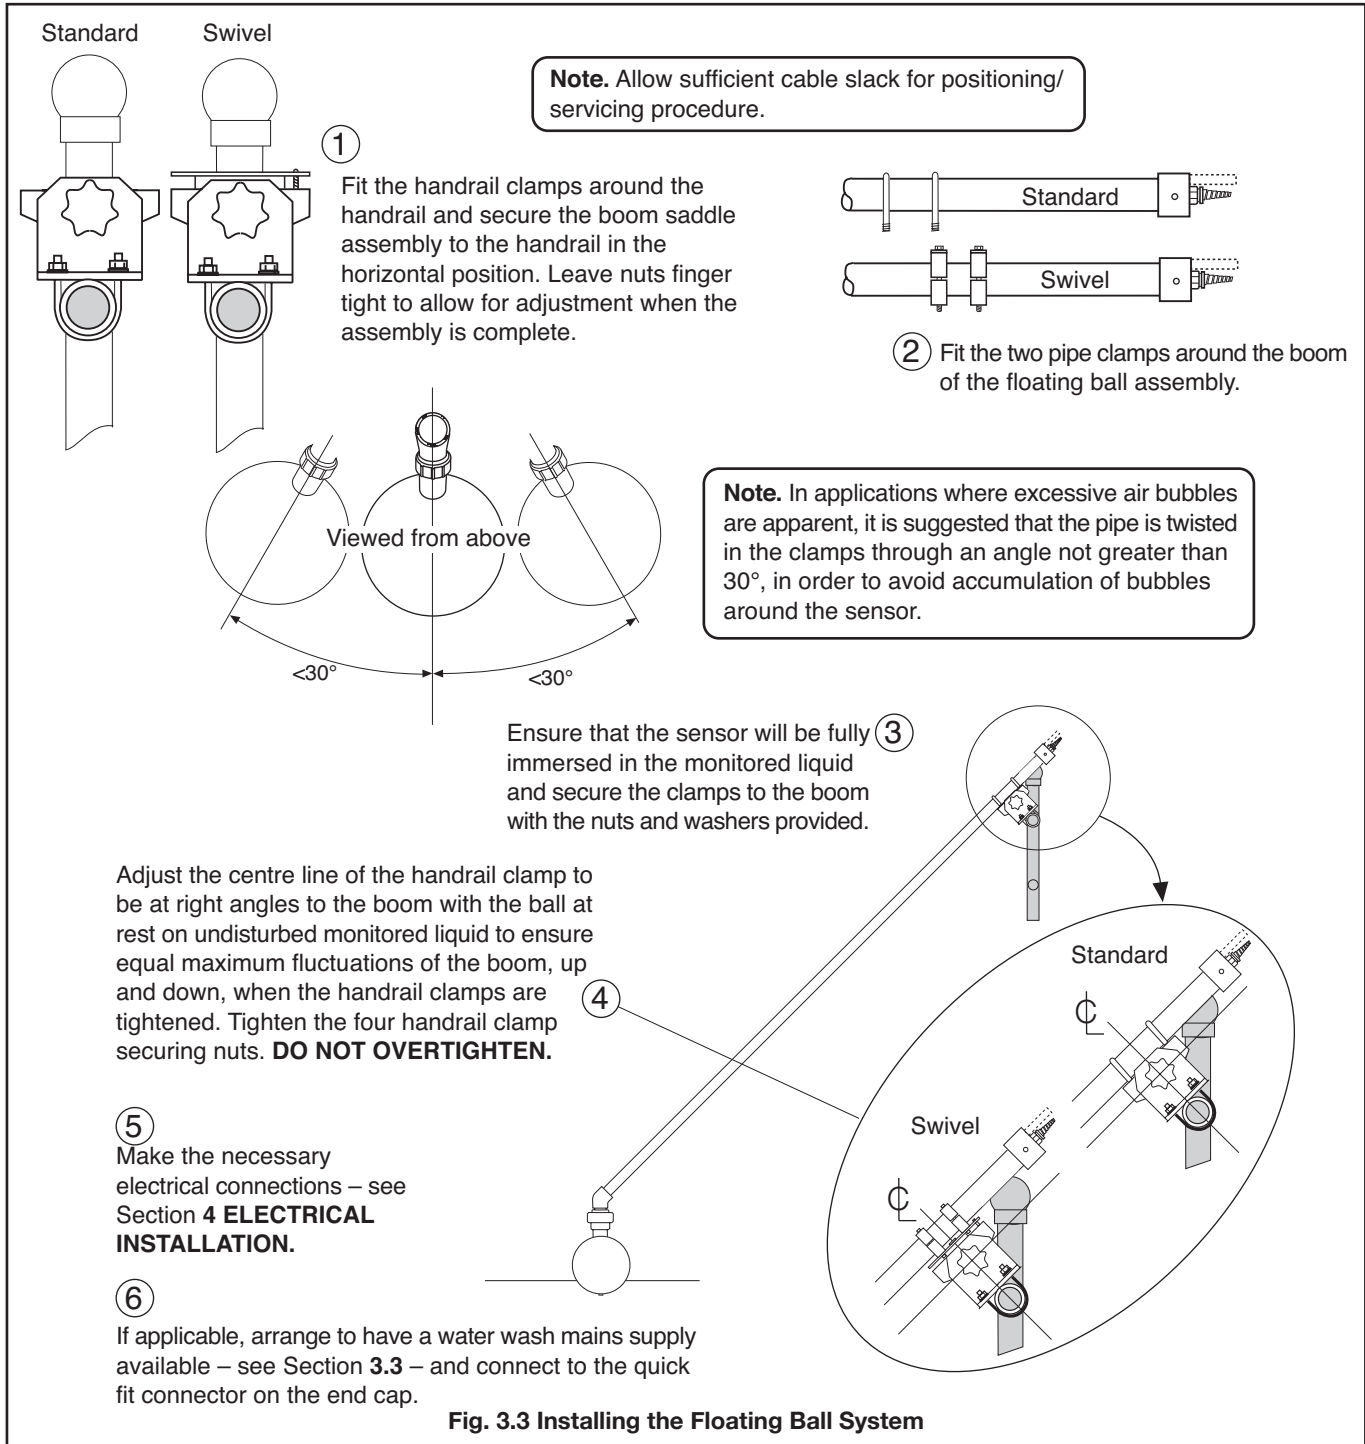 Standard
Swivel
Note. Allow sufficient cable slack for positioning/
servicing procedure.
1
Fit the handrail clamps around the
handrail and secure the boom saddle
assembly to the handrail in the
horizontal position. Leave nuts finger
tight to allow for adjustment when the
assembly is complete.
Standard
Swivel
2
Fit the two pipe clamps around the boom
of the floating ball assembly.
Viewed from above
<30°
<30°
Note. In applications where excessive air bubbles
are apparent, it is suggested that the pipe is twisted
in the clamps through an angle not greater than
30°, in order to avoid accumulation of bubbles
around the sensor.
3
Ensure that the sensor will be fully
immersed in the monitored liquid
and secure the clamps to the boom
with the nuts and washers provided.
4
Adjust the centre line of the handrail clamp to
be at right angles to the boom with the ball at
rest on undisturbed monitored liquid to ensure
equal maximum fluctuations of the boom, up
and down, when the handrail clamps are
tightened. Tighten the four handrail clamp
securing nuts. DO NOT OVERTIGHTEN.
Standard
℄
Swivel
℄
5
Make the necessary
electrical connections – see
Section 4 ELECTRICAL
INSTALLATION.
6
If applicable, arrange to have a water wash mains supply
available – see Section 3.3 – and connect to the quick
fit connector on the end cap.
Fig. 3.3 Installing the Floating Ball System